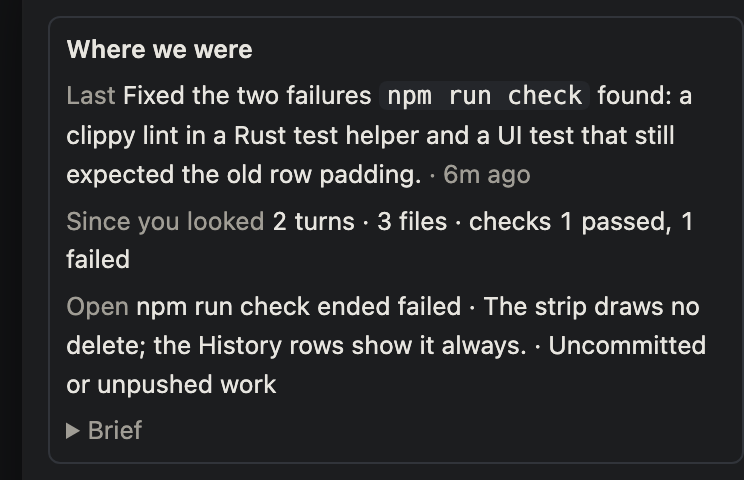 Where we were
Last Fixed the two failures npm run check found: a
clippy lint in a Rust test helper and a UI test that still
expected the old row padding. · 6m ago
Since you looked 2 turns · 3 files · checks 1 passed, 1
failed
Open npm run check ended failed · The strip draws no
delete; the History rows show it always. · Uncommitted
or unpushed work
▶ Brief